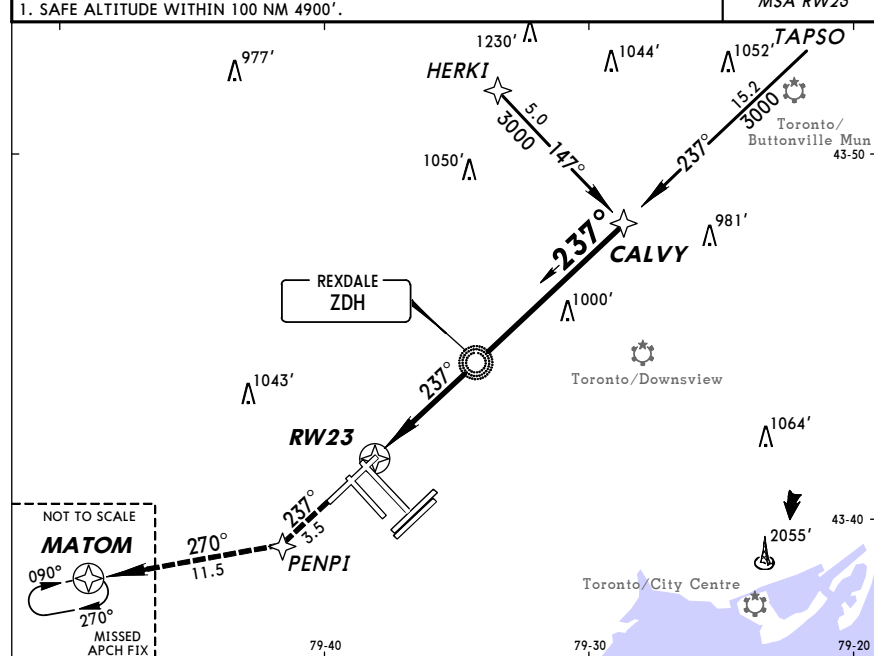 1. SAFE ALTITUDE WITHIN 100 NM 4900'.
MSA RW23
TAPSO
1230'
1044'
1052'
977'
HERKI
5.0
3000
147°
15.2
3000
237°
Toronto/
Buttonville Mun
43-50
1050'
237°
CALVY
981'
REXDALE
ZDH
1000'
Toronto/Downsview
237°
1043'
RW23
1064'
237°
3.5
NOT TO SCALE
MATOM
270°
11.5
PENPI
43-40
2055'
090°
270°
MISSED
APCH FIX
Toronto/City Centre
79-40
79-30
79-20